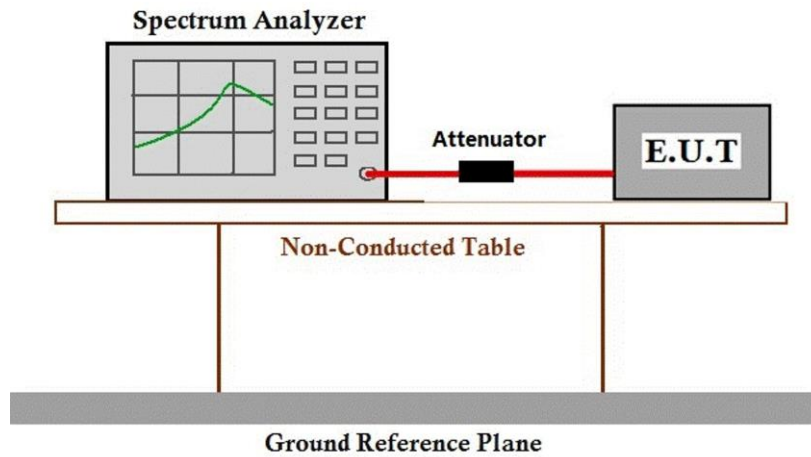 Spectrum Analyzer
Attenuator
E.U.T
Non-Conducted Table
Ground Reference Plane